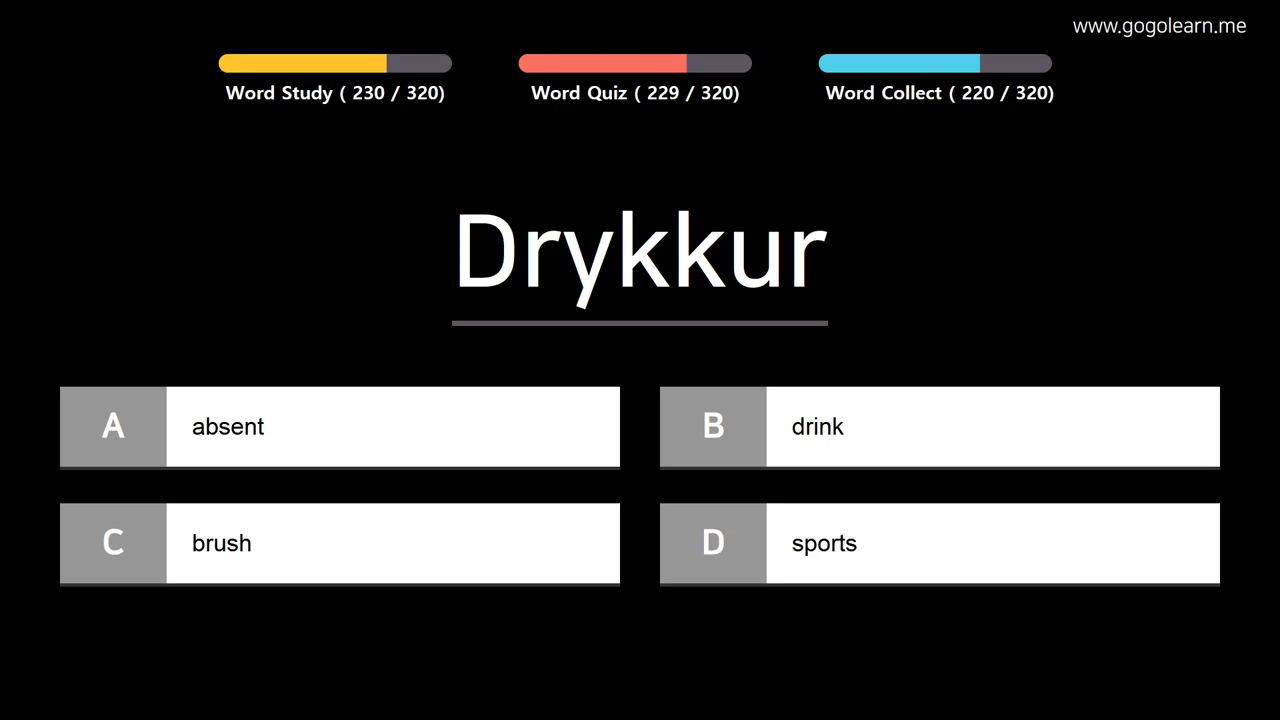 www.gogolearn.me
Word Study ( 230 / 320)
Word Quiz ( 229 / 320)
Word Collect ( 220 / 320)
Drykkur
A absent
B drink
C brush
D sports